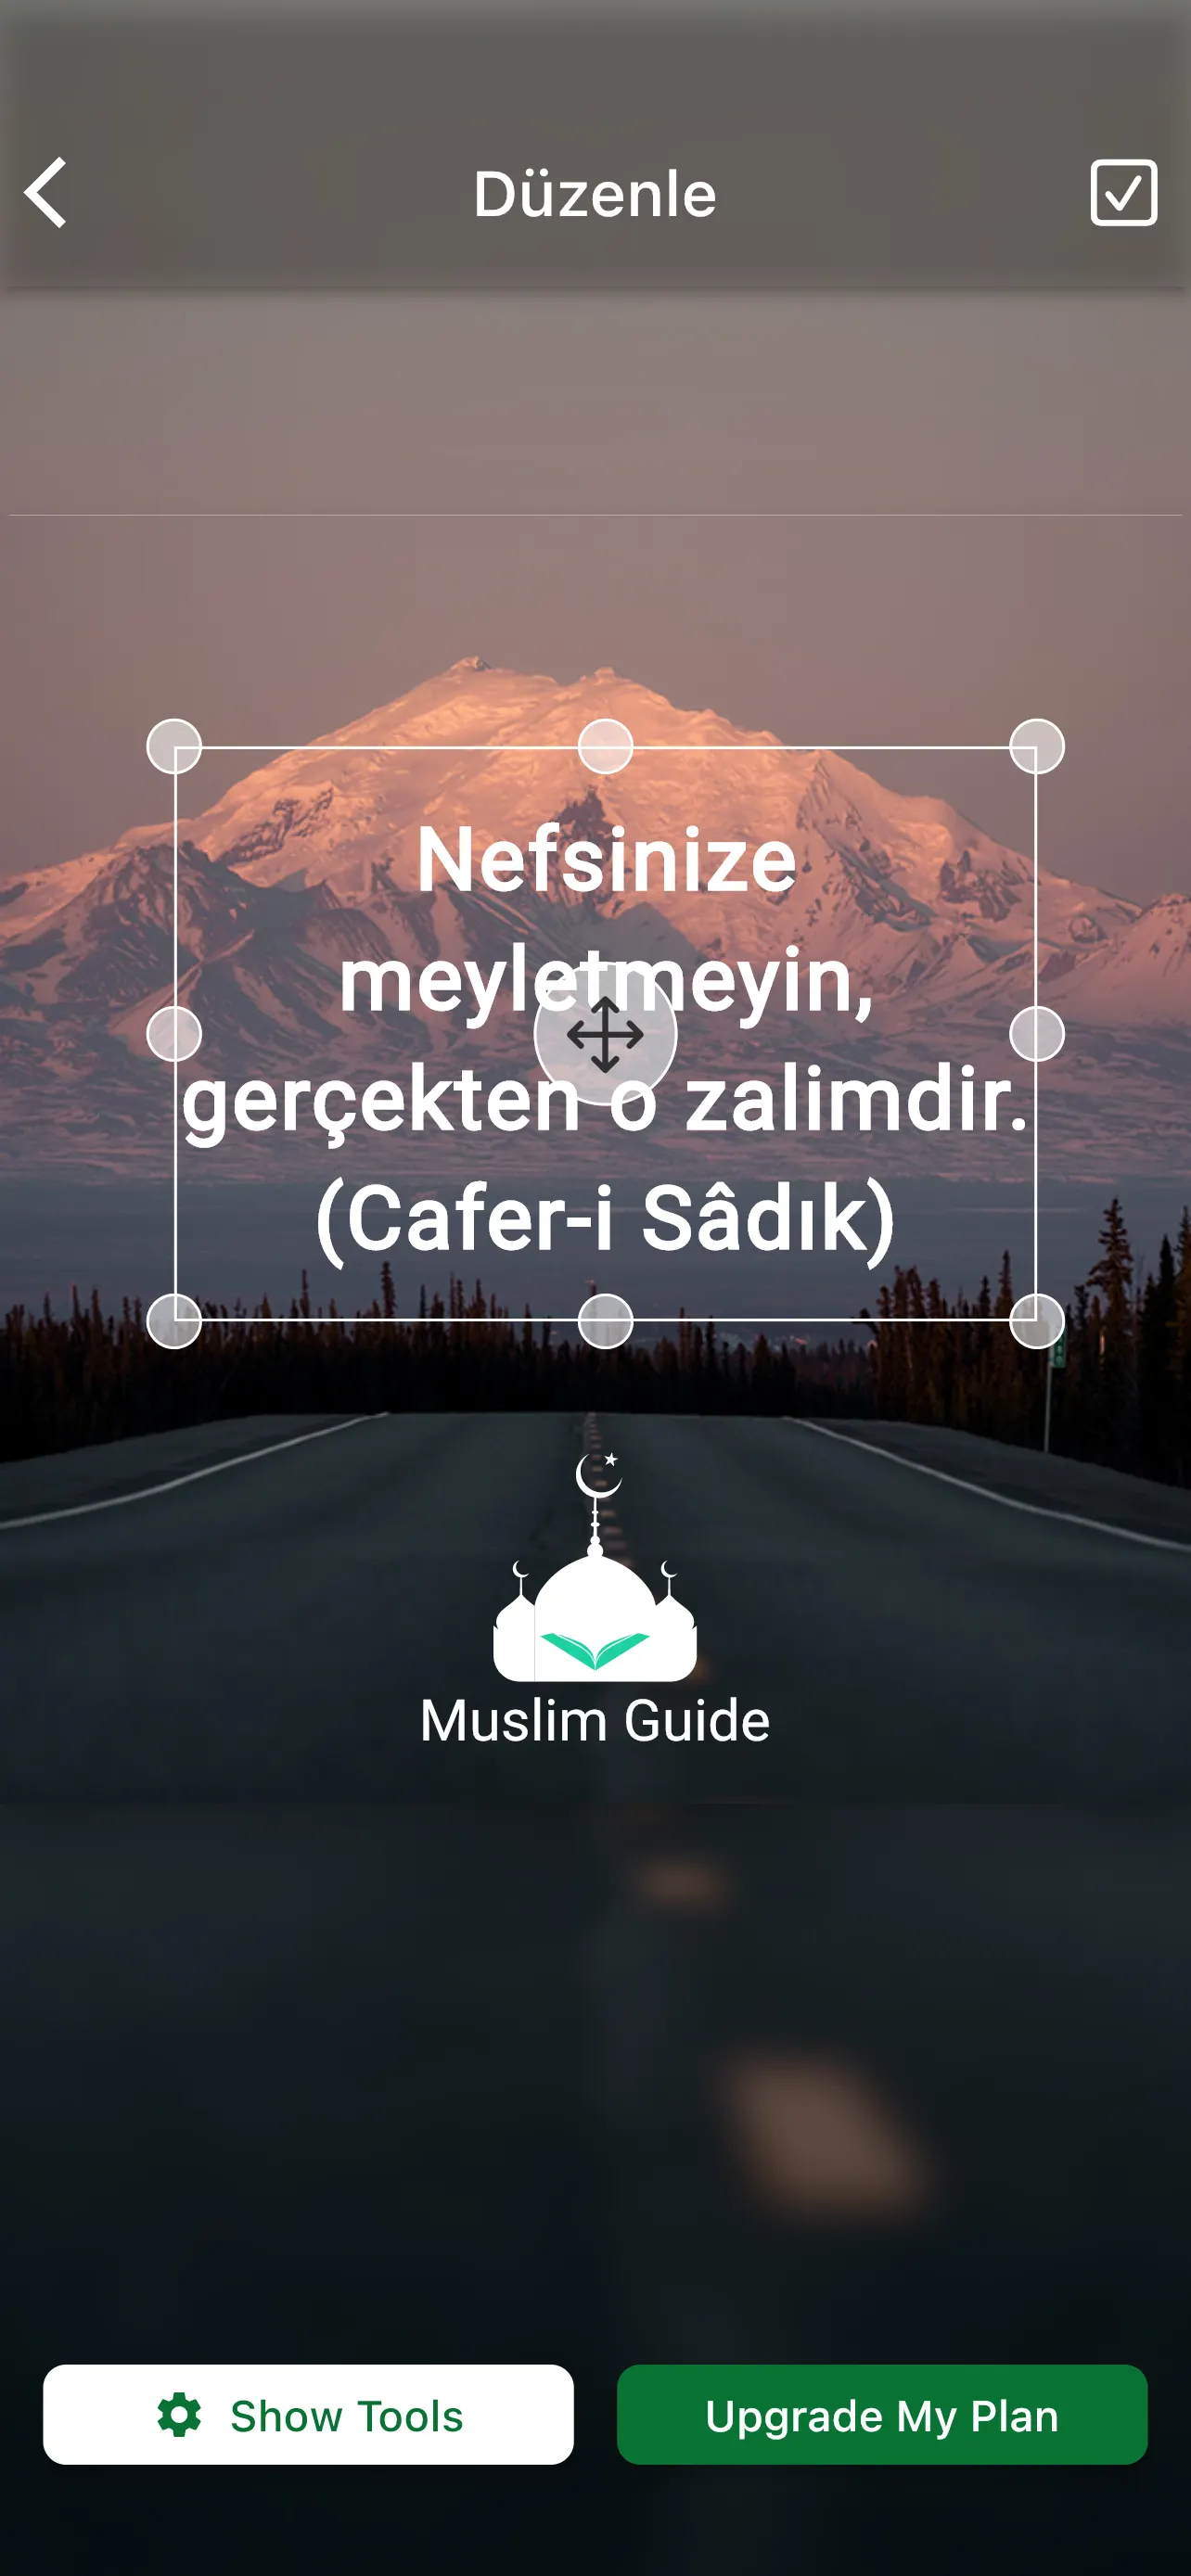 Düzenle
Nefsinize
meyletmeyin,
gerçekten o zalimdir.
(Cafer-i Sâdık)
Muslim Guide
Show Tools
Upgrade My Plan